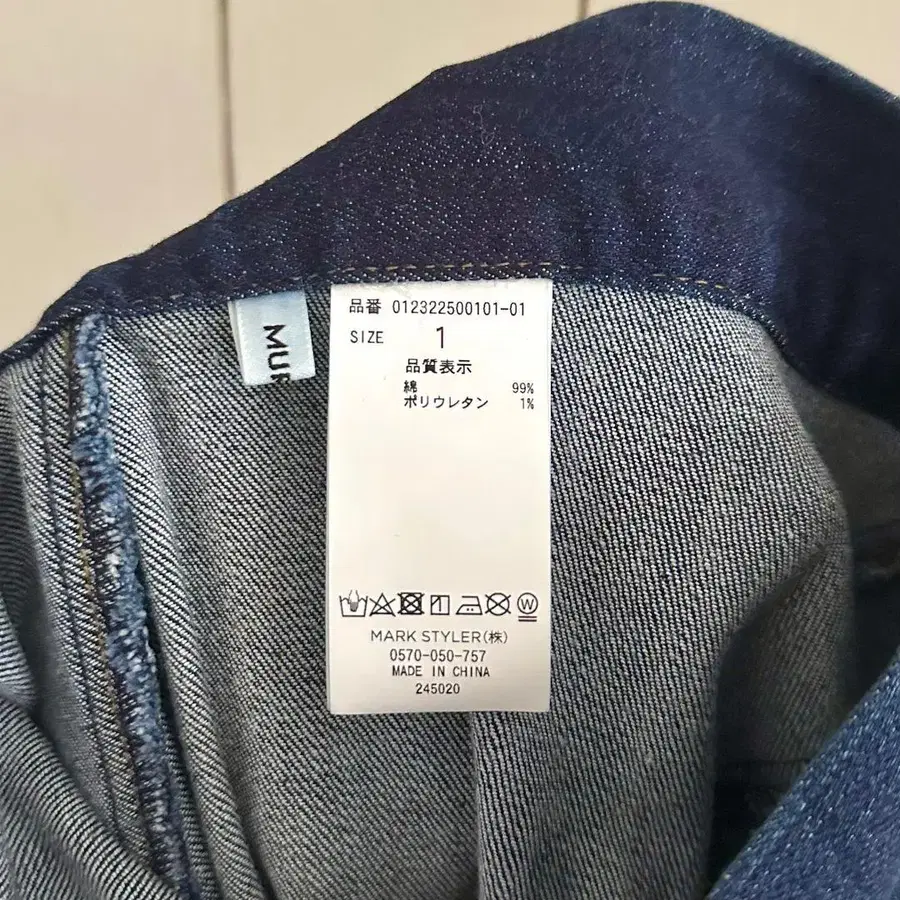 MUR
品番 012322500101-01
SIZE 1
品質表示
綿 99%
ポリウレタン 1%
MARK STYLER(株)
0570-050-757
MADE IN CHINA
245020